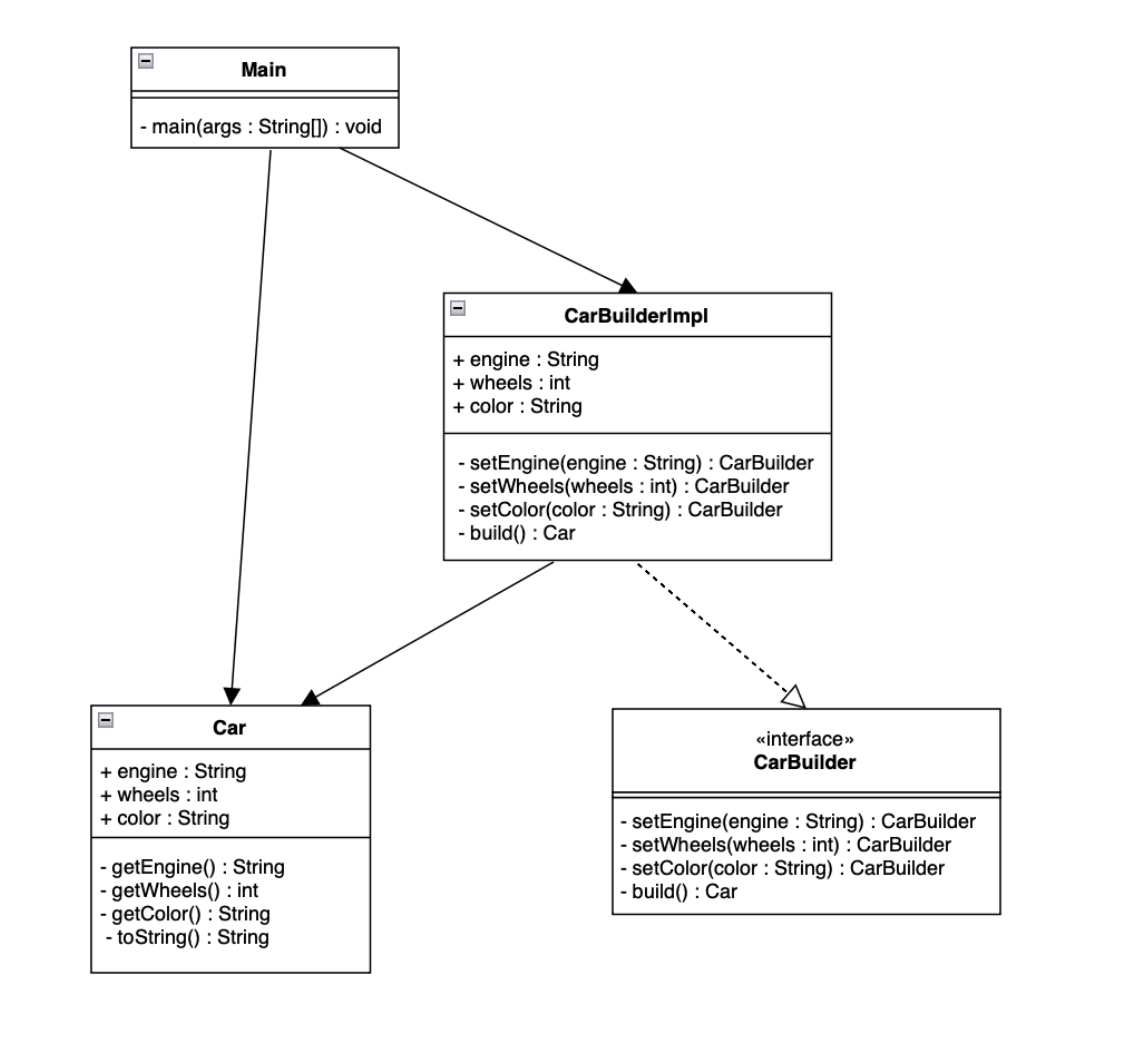 Main
- main(args : String[]) : void
CarBuilderImpl
+ engine : String
+ wheels : int
+ color : String
- setEngine(engine : String) : CarBuilder
- setWheels(wheels : int) : CarBuilder
- setColor(color : String) : CarBuilder
- build() : Car
Car
+ engine : String
+ wheels : int
+ color : String
- getEngine() : String
- getWheels() : int
- getColor() : String
- toString() : String
«interface»
CarBuilder
- setEngine(engine : String) : CarBuilder
- setWheels(wheels : int) : CarBuilder
- setColor(color : String) : CarBuilder
- build() : Car